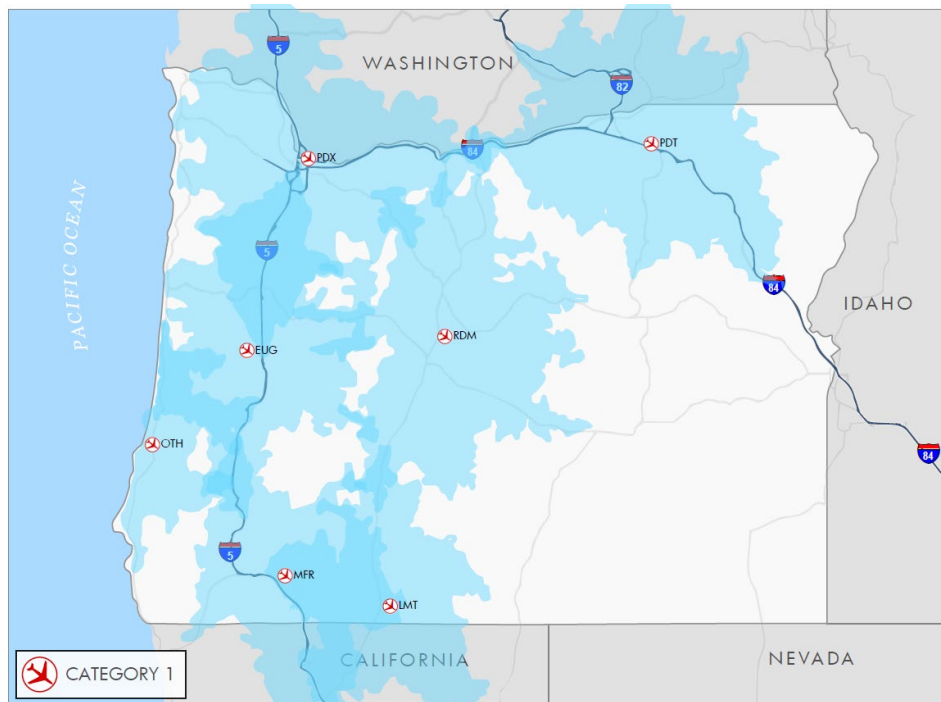 5
WASHINGTON
82
84
PDX
PDT
PACIFIC OCEAN
5
84
IDAHO
RDM
EUG
OTH
84
5
MFR
LMT
CATEGORY 1
CALIFORNIA
NEVADA